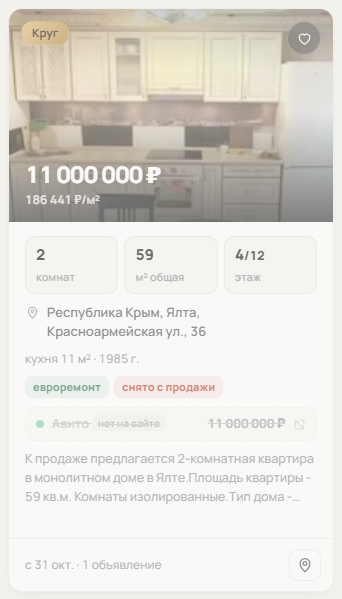 Круг
11 000 000 ₽
186 441 ₽/м²
2
59
4/12
комнат
м² общая
этаж
Республика Крым, Ялта,
Красноармейская ул., 36
кухня 11 м² · 1985 г.
евроремонт
снято с продажи
Авито нет на сайте 11 000 000 ₽
К продаже предлагается 2-комнатная квартира
в монолитном доме в Ялте.Площадь квартиры -
59 кв.м. Комнаты изолированные.Тип дома -...
с 31 окт. · 1 объявление